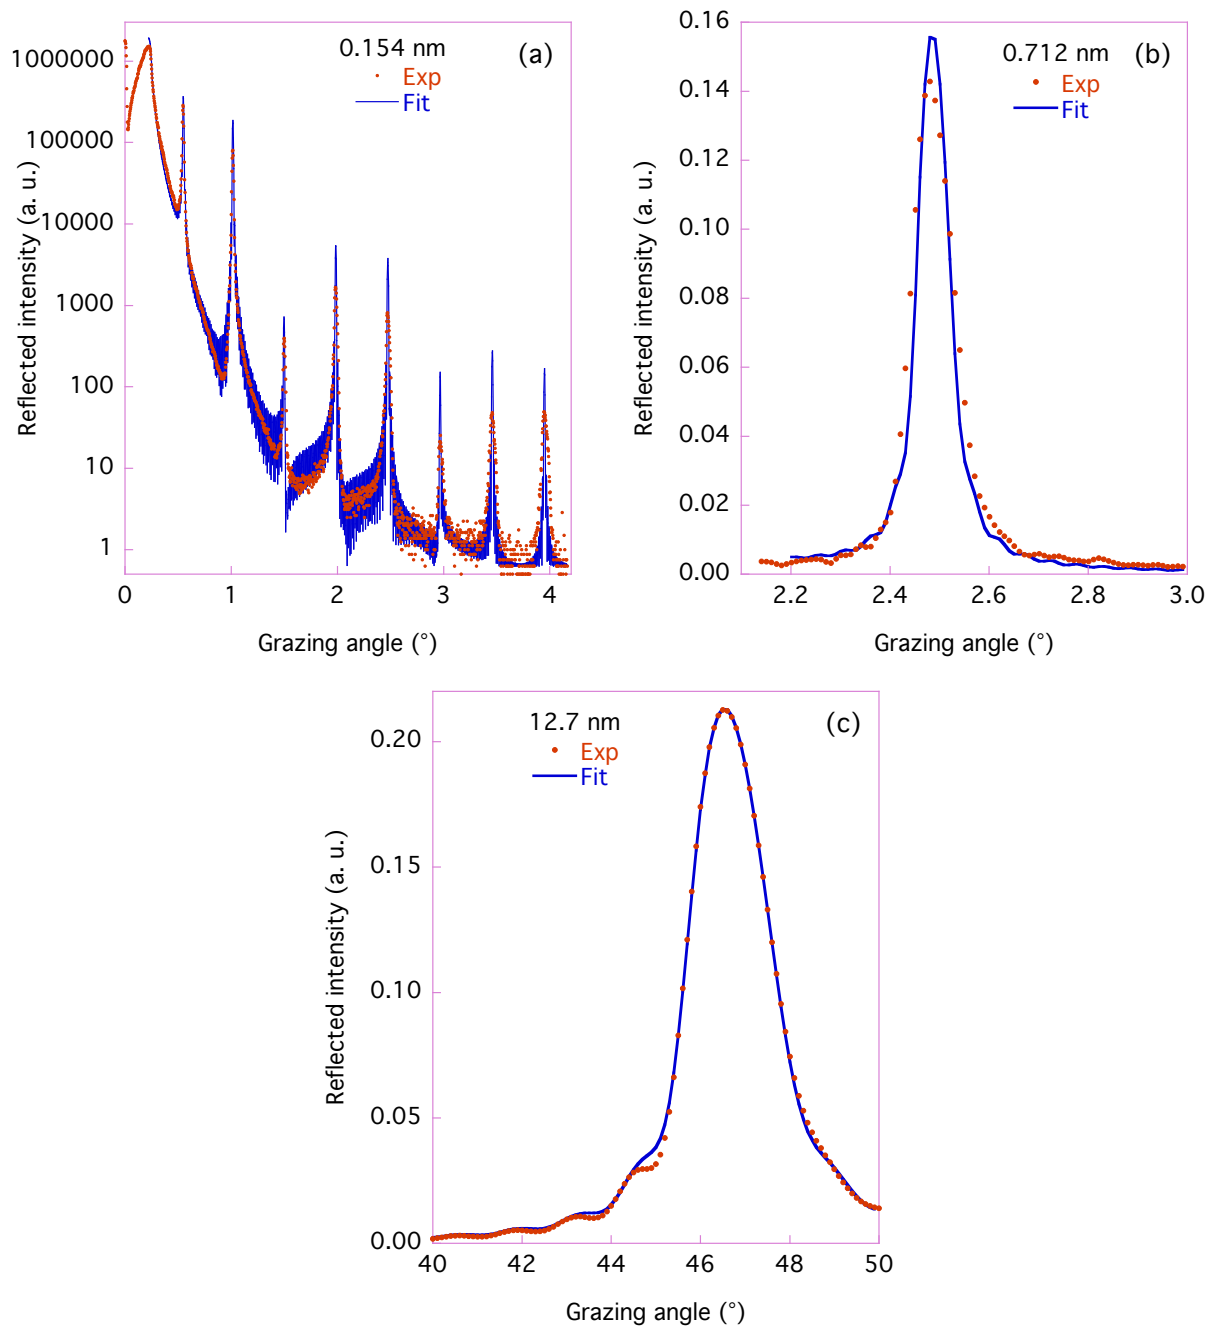 0.154 nm
(a)
Exp
Fit
1000000
100000
10000
1000
100
10
1
0 1 2 3 4
Reflected intensity (a. u.)
Grazing angle (°)
0.712 nm
(b)
Exp
Fit
0.16
0.14
0.12
0.10
0.08
0.06
0.04
0.02
0.00
2.2 2.4 2.6 2.8 3.0
Reflected intensity (a. u.)
Grazing angle (°)
12.7 nm
(c)
Exp
Fit
0.20
0.15
0.10
0.05
0.00
40 42 44 46 48 50
Reflected intensity (a. u.)
Grazing angle (°)